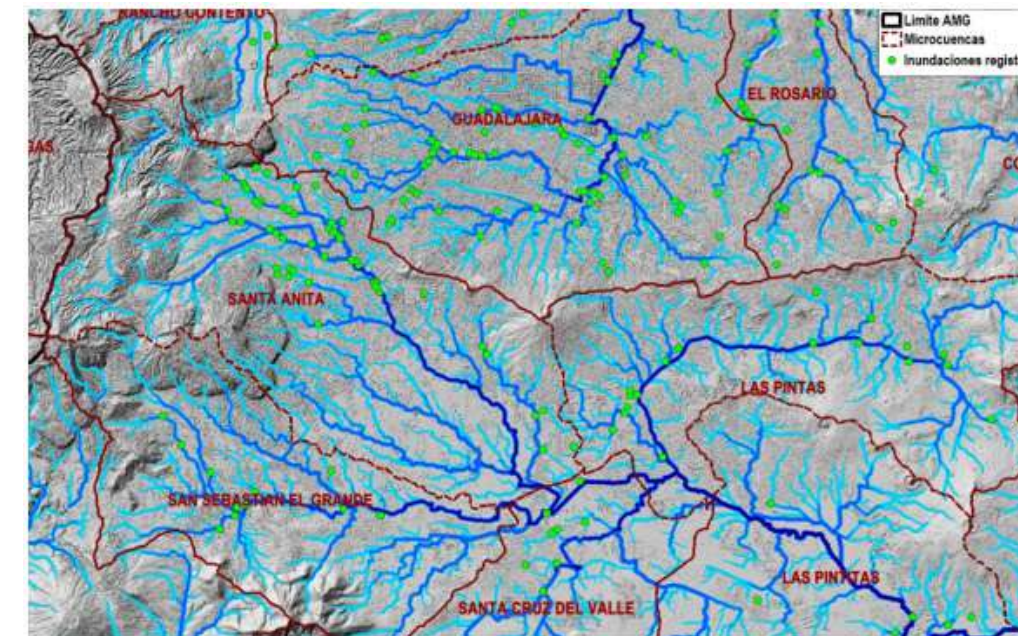 RANCHO CONTENTO
Limite AMG
Microcuencas
Inundaciones regist
EL ROSARIO
GUADALAJARA
GAS
CO
SANTA ANITA
LAS PINTAS
SAN SEBASTIAN EL GRANDE
LAS PINTITAS
SANTA CRUZ DEL VALLE